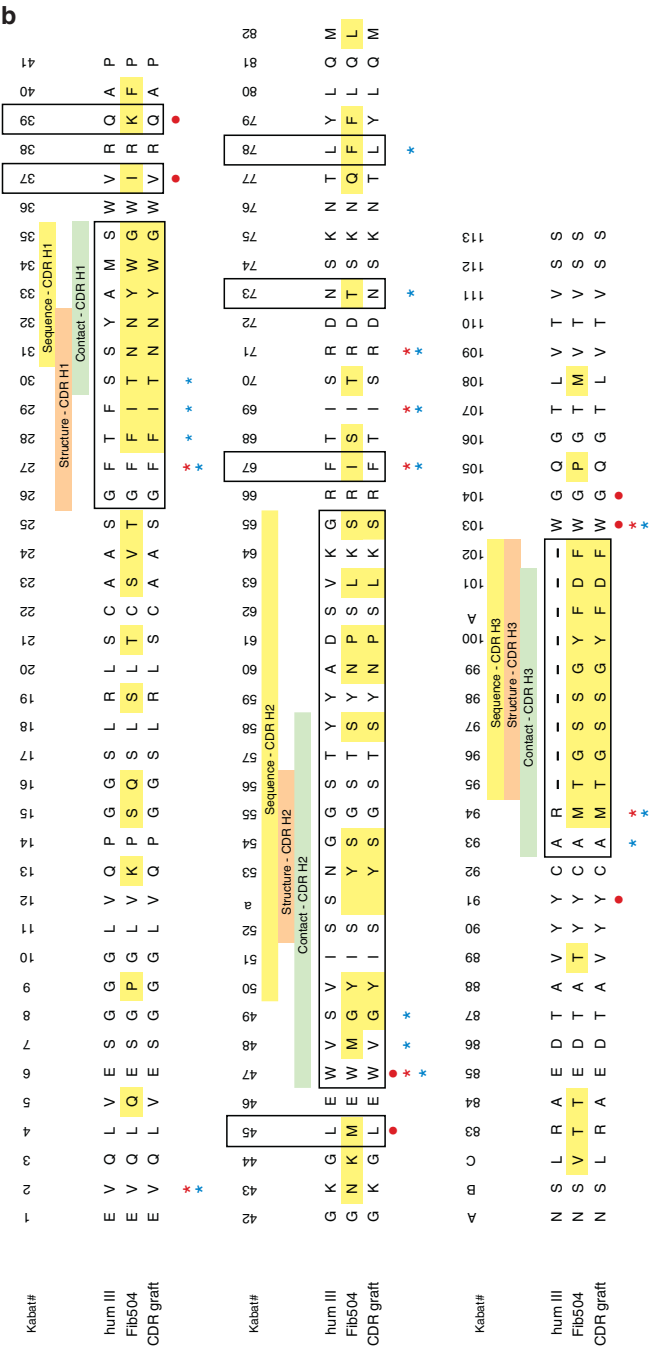 b
Kabat# 1 2 3 4 5 6 7 8 9 10 11 12 13 14 15 16 17 18 19 20 21 22 23 24 25 26 27 28 29 30 31 32 33 34 35 36 37 38 39 40 41
Sequence - CDR H1
Structure - CDR H1
Contact - CDR H1
hum III E V Q L V E S G G G L V Q P G G S L R L S C A A S G F T F S S Y A M S W V R Q A P
Fib504 E V Q L Q E S G P G L V K P S Q S L S L T C S V T G F F I T N N Y W G W I R K F P
CDR graft E V Q L V E S G G G L V Q P G G S L R L S C A A S G F F I T N N Y W G W V R Q A P
Kabat# 42 43 44 45 46 47 48 49 50 51 52 a 53 54 55 56 57 58 59 60 61 62 63 64 65 66 67 68 69 70 71 72 73 74 75 76 77 78 79 80 81 82
Sequence - CDR H2
Structure - CDR H2
Contact - CDR H2
hum III G K G L E W V S V I S S N G G S T Y Y A D S V K G R F T I S R D N S K N T L Y L Q M
Fib504 G N K M E W M G Y I S Y S G S T S Y N P S L K S R I S I T R D T S K N Q F F L Q L
CDR graft G K G L E W V G Y I S Y S G S T S Y N P S L K S R F T I S R D N S K N T L Y L Q M
Kabat# A B C 83 84 85 86 87 88 89 90 91 92 93 94 95 96 97 98 99 100 A 101 102 103 104 105 106 107 108 109 110 111 112 113
Sequence - CDR H3
Structure - CDR H3
Contact - CDR H3
hum III N S L R A E D T A V Y Y C A R – – – – – – – – – W G Q G T L V T V S S
Fib504 N S V T T E D T A T Y Y C A M T G S S G Y F D F W G P G T M V T V S S
CDR graft N S L R A E D T A V Y Y C A M T G S S G Y F D F W G Q G T L V T V S S